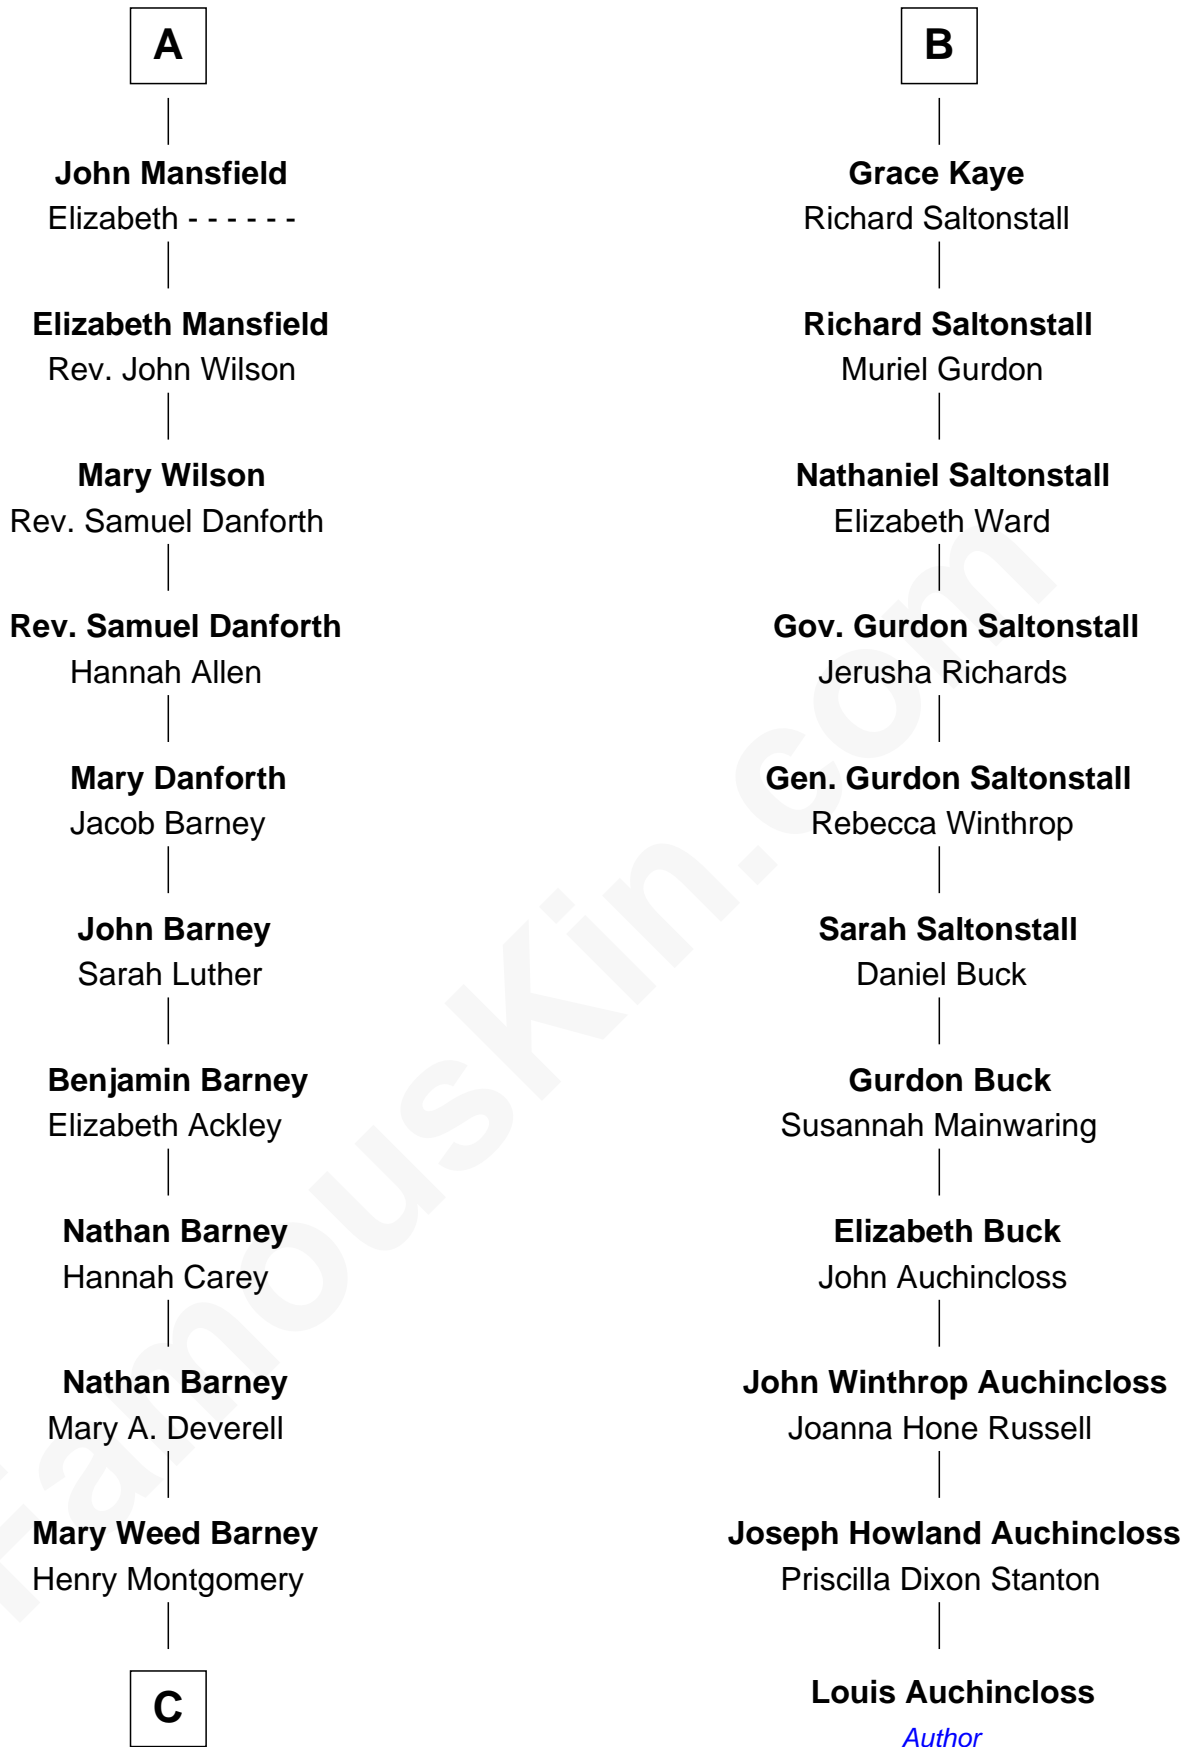 A
John Mansfield
Elizabeth - - - - - -
Elizabeth Mansfield
Rev. John Wilson
Mary Wilson
Rev. Samuel Danforth
Rev. Samuel Danforth
Hannah Allen
Mary Danforth
Jacob Barney
John Barney
Sarah Luther
Benjamin Barney
Elizabeth Ackley
Nathan Barney
Hannah Carey
Nathan Barney
Mary A. Deverell
Mary Weed Barney
Henry Montgomery
C
B
Grace Kaye
Richard Saltonstall
Richard Saltonstall
Muriel Gurdon
Nathaniel Saltonstall
Elizabeth Ward
Gov. Gurdon Saltonstall
Jerusha Richards
Gen. Gurdon Saltonstall
Rebecca Winthrop
Sarah Saltonstall
Daniel Buck
Gurdon Buck
Susannah Mainwaring
Elizabeth Buck
John Auchincloss
John Winthrop Auchincloss
Joanna Hone Russell
Joseph Howland Auchincloss
Priscilla Dixon Stanton
Louis Auchincloss
Author
FamousKin.com